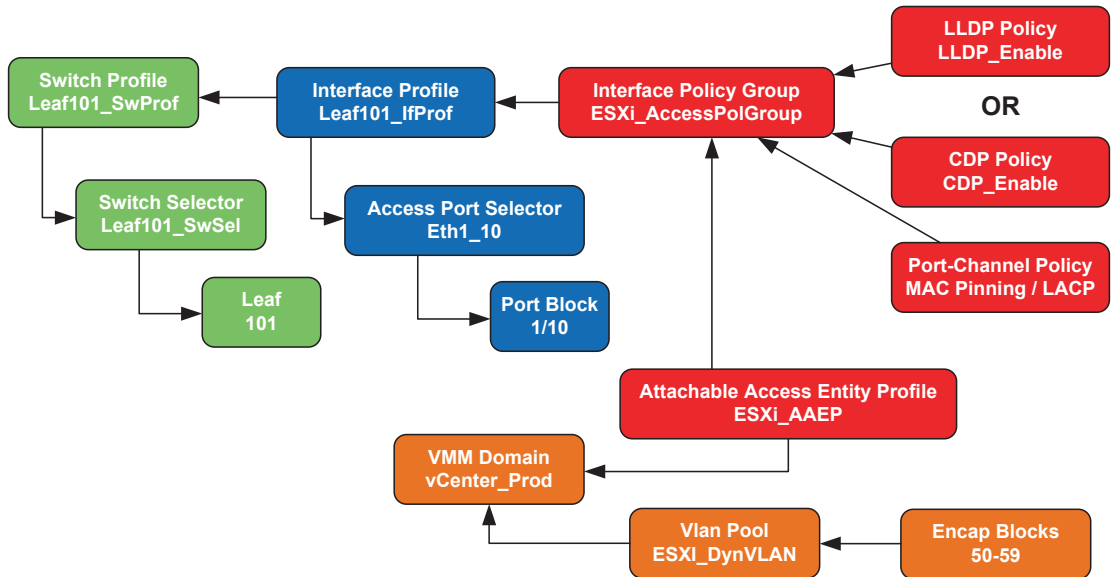 LLDP Policy
LLDP_Enable
Switch Profile
Leaf101_SwProf
Interface Profile
Leaf101_IfProf
Interface Policy Group
ESXi_AccessPolGroup
OR
CDP Policy
CDP_Enable
Switch Selector
Leaf101_SwSel
Access Port Selector
Eth1_10
Port-Channel Policy
MAC Pinning / LACP
Leaf
101
Port Block
1/10
Attachable Access Entity Profile
ESXi_AAEP
VMM Domain
vCenter_Prod
Vlan Pool
ESXI_DynVLAN
Encap Blocks
50-59